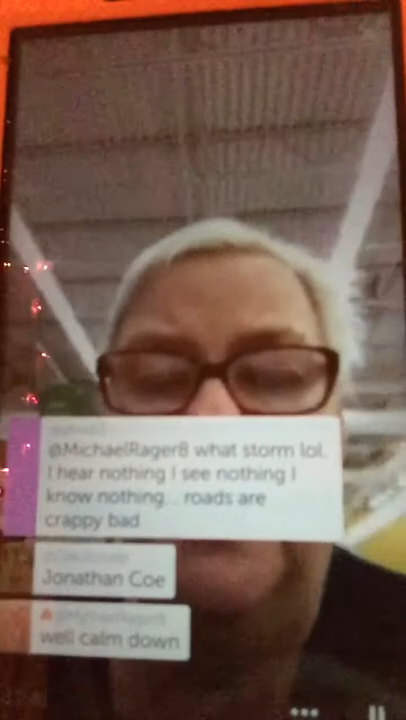 @MichaelRager8 what storm lol.
I hear nothing I see nothing I
know nothing... roads are
crappy bad
Jonathan Coe
well calm down